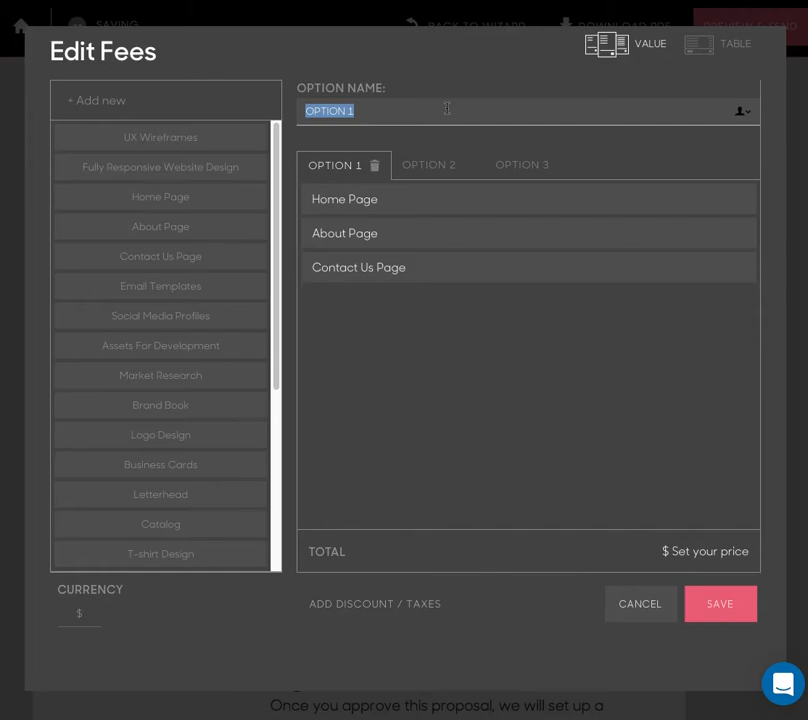 SAVING
BACK TO WIZARD
DOWNLOAD PDF
PREVIEW & SEND
Edit Fees
VALUE
TABLE
+ Add new
UX Wireframes
Fully Responsive Website Design
Home Page
About Page
Contact Us Page
Email Templates
Social Media Profiles
Assets For Development
Market Research
Brand Book
Logo Design
Business Cards
Letterhead
Catalog
T-shirt Design
OPTION NAME:
OPTION 1
OPTION 1
OPTION 2
OPTION 3
Home Page
About Page
Contact Us Page
TOTAL
$ Set your price
CURRENCY
$
ADD DISCOUNT / TAXES
CANCEL
SAVE
Once you approve this proposal, we will set up a